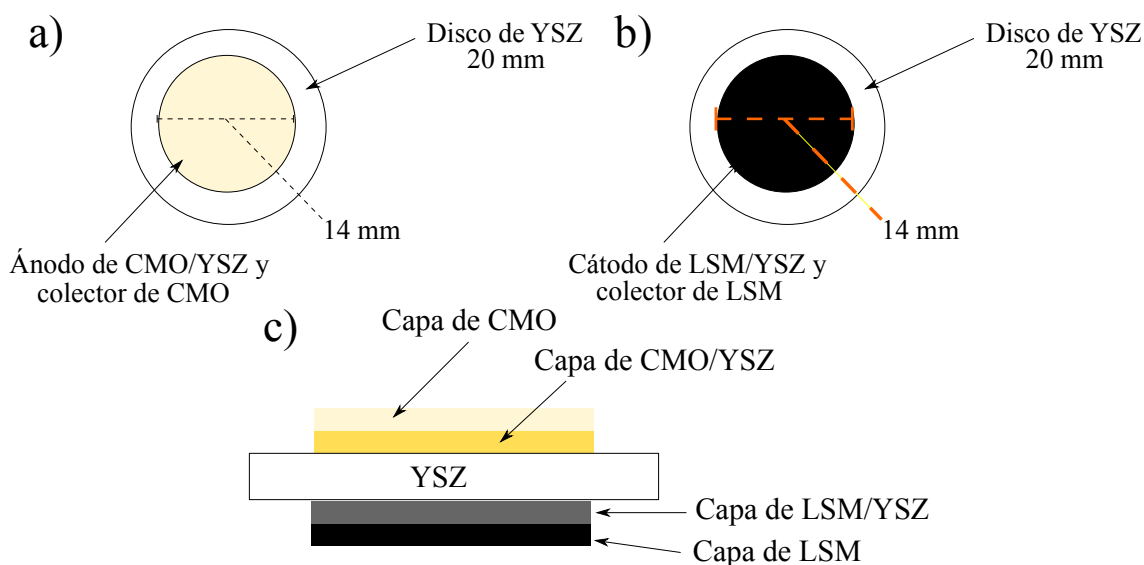 a)
Disco de YSZ
20 mm
14 mm
Ánodo de CMO/YSZ y
colector de CMO
b)
Disco de YSZ
20 mm
14 mm
Cátodo de LSM/YSZ y
colector de LSM
c)
Capa de CMO
Capa de CMO/YSZ
YSZ
Capa de LSM/YSZ
Capa de LSM